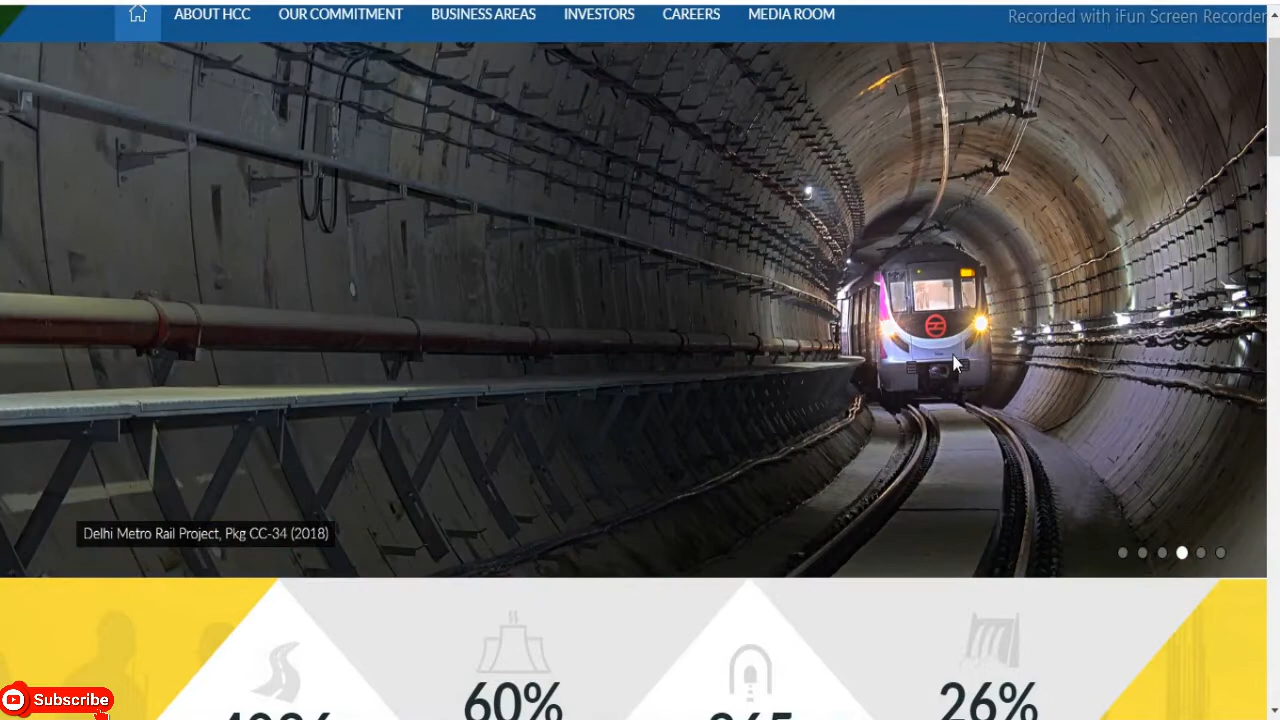 ABOUT HCC OUR COMMITMENT BUSINESS AREAS INVESTORS CAREERS MEDIA ROOM
Recorded with iFun Screen Recorder
Delhi Metro Rail Project, Pkg CC-34 (2018)
60% 26%
Subscribe